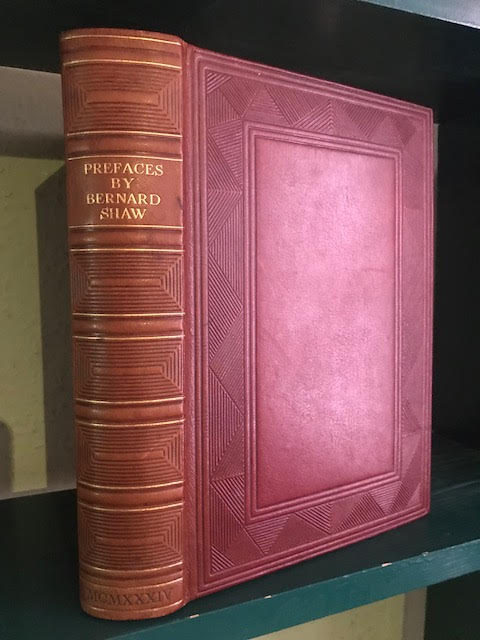 PREFACES
BY
BERNARD
SHAW
MCMXXXIV